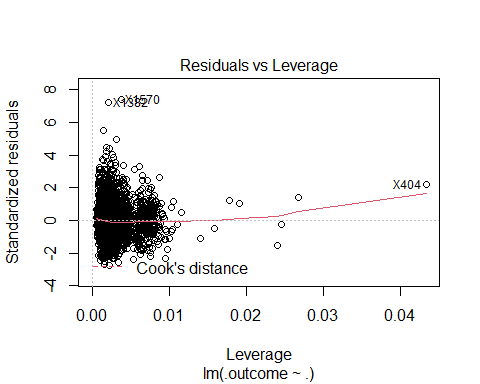 Residuals vs Leverage
Standardized residuals
8
6
4
2
0
-2
-4
X1382
X1570
X404
Cook's distance
0.00
0.01
0.02
0.03
0.04
Leverage
lm(.outcome ~ .)